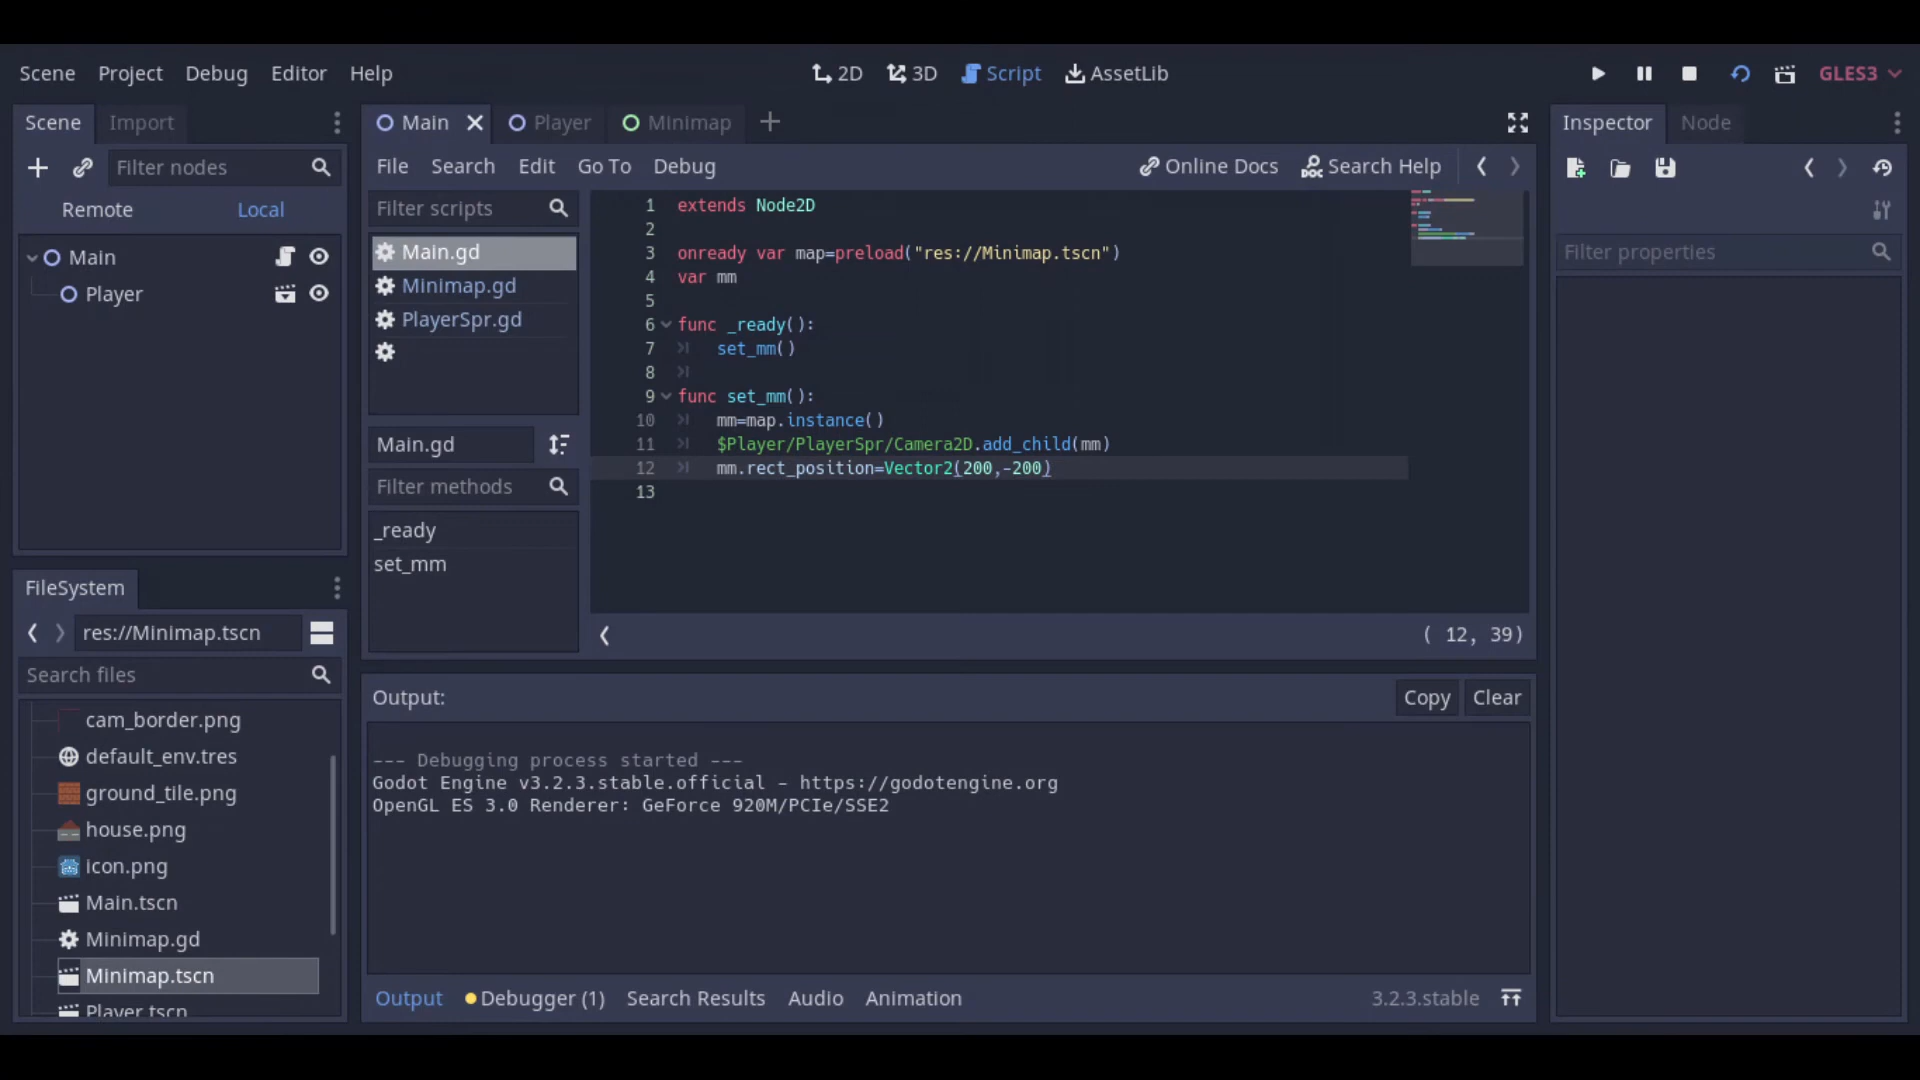 Scene Project Debug Editor Help
2D 3D Script AssetLib
GLES3
Scene Import
Filter nodes
Remote Local
Main
Player
FileSystem
res://Minimap.tscn
Search files
cam_border.png
default_env.tres
ground_tile.png
house.png
icon.png
Main.tscn
Minimap.gd
Minimap.tscn
Player.tscn
Main Player Minimap
File Search Edit Go To Debug
Online Docs Search Help
Filter scripts
Main.gd
Minimap.gd
PlayerSpr.gd
Main.gd
Filter methods
_ready
set_mm
1 extends Node2D
2
3 onready var map=preload("res://Minimap.tscn")
4 var mm
5
6 func _ready():
7 set_mm()
8
9 func set_mm():
10 mm=map.instance()
11 $Player/PlayerSpr/Camera2D.add_child(mm)
12 mm.rect_position=Vector2(200,-200)
13
( 12, 39)
Output:
Copy Clear
--- Debugging process started ---
Godot Engine v3.2.3.stable.official - https://godotengine.org
OpenGL ES 3.0 Renderer: GeForce 920M/PCIe/SSE2
Output Debugger (1) Search Results Audio Animation
3.2.3.stable
Inspector Node
Filter properties